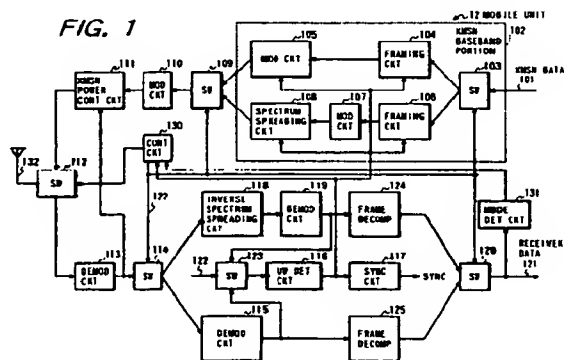 FIG. 1
12 MOBILE UNIT
102
XMSN BASEBAND PORTION
105
MOD CKT
104
FRAMING CKT
103
SW
XMSN DATA
101
111
XMSN POWER CONT CKT
110
MOD CKT
109
SW
108
SPECTRUM SPREADING CKT
107
MOD CKT
106
FRAMING CKT
130
CONT CKT
132
112
SW
122
118
INVERSE SPECTRUM SPREADING CKT
119
DEMOD CKT
124
FRAME DECOMP
131
MODE DET CKT
113
DEMOD CKT
114
SW
122
123
SW
116
UW DET CKT
117
SYNC CKT
SYNC
120
SW
RECEIVER DATA
121
115
DEMOD CKT
125
FRAME DECOMP